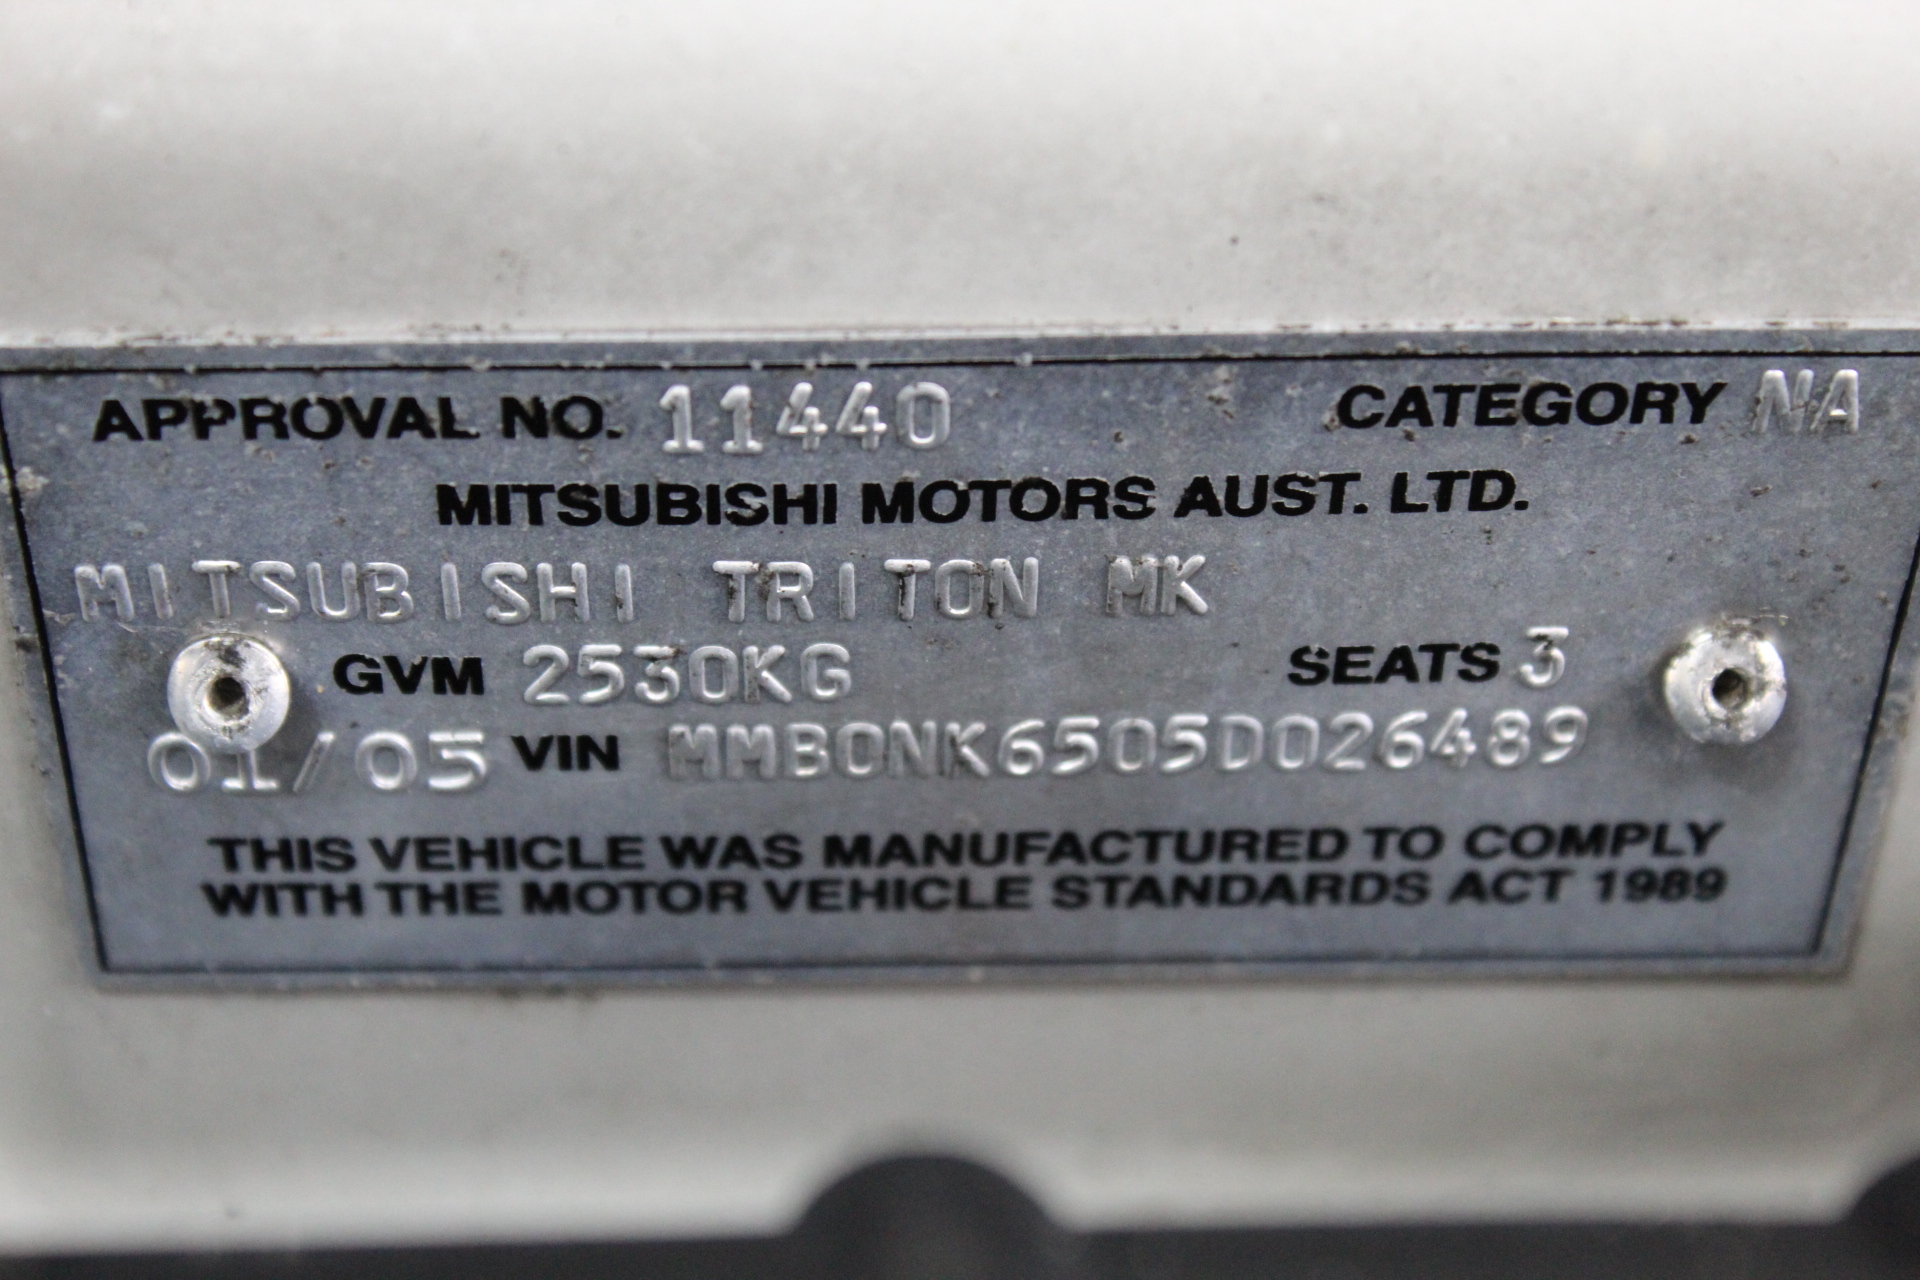 APPROVAL NO. 11440 CATEGORY NA
MITSUBISHI MOTORS AUST. LTD.
MITSUBISHI TRITON MK
GVM 2530KG SEATS 3
01/05 VIN MMB0NK6505D026489
THIS VEHICLE WAS MANUFACTURED TO COMPLY
WITH THE MOTOR VEHICLE STANDARDS ACT 1989